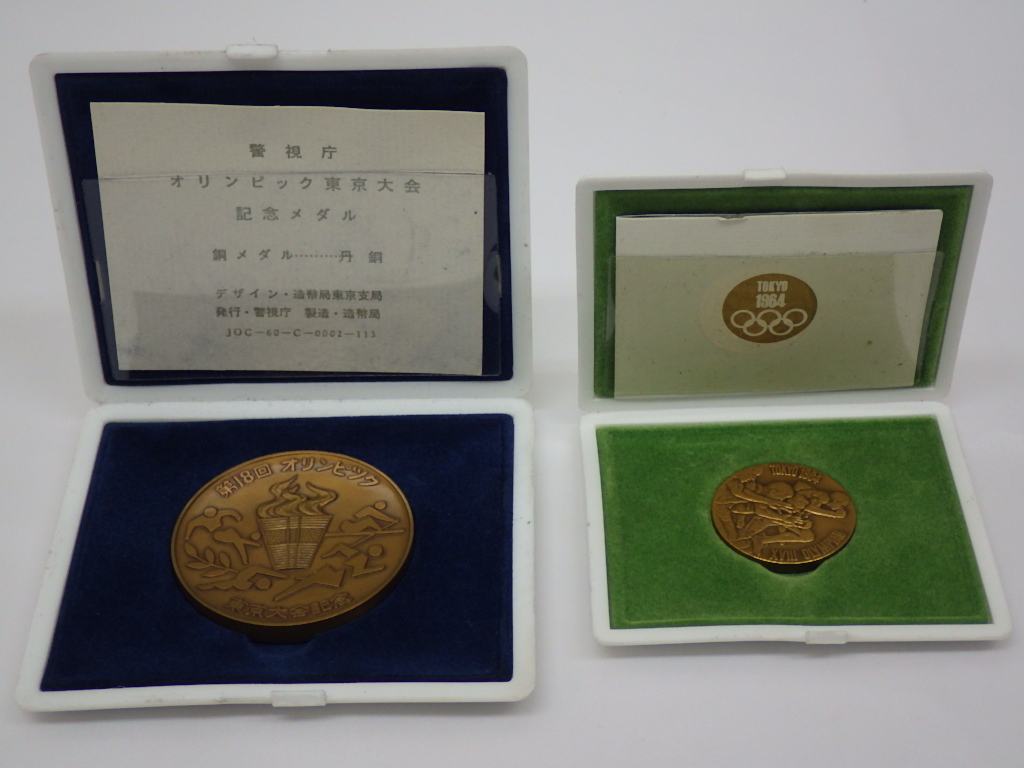 警視庁
オリンピック東京大会
記念メダル
銅メダル………丹銅
デザイン・造幣局東京支局
発行・警視庁 製造・造幣局
JOC−60−C−0002−113
第18回 オリンピック
東京大会記念
TOKYO
1964
TOKYO 1964
XVIII OLYMPIAD